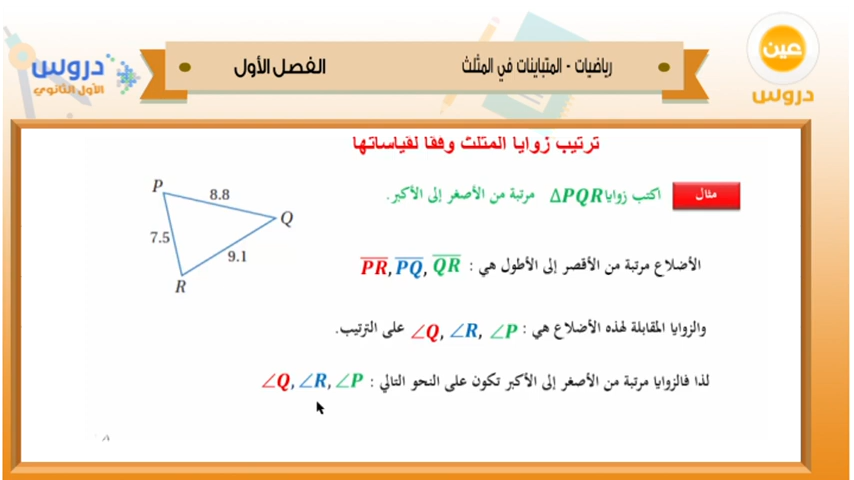 دروس
الأول الثانوي
رياضيات - المتباينات في المثلث
الفصل الأول
عين
دروس
ترتيب زوايا المثلث وفقا لقياساتها
مثال
اكتب زوايا ΔPQR مرتبة من الأصغر إلى الأكبر.
P
8.8
Q
7.5
9.1
R
الأضلاع مرتبة من الأقصر إلى الأطول هي : PR, PQ, QR
والزوايا المقابلة لهذه الأضلاع هي : ∠Q, ∠R, ∠P على الترتيب.
لذا فالزوايا مرتبة من الأصغر إلى الأكبر تكون على النحو التالي : ∠Q, ∠R, ∠P